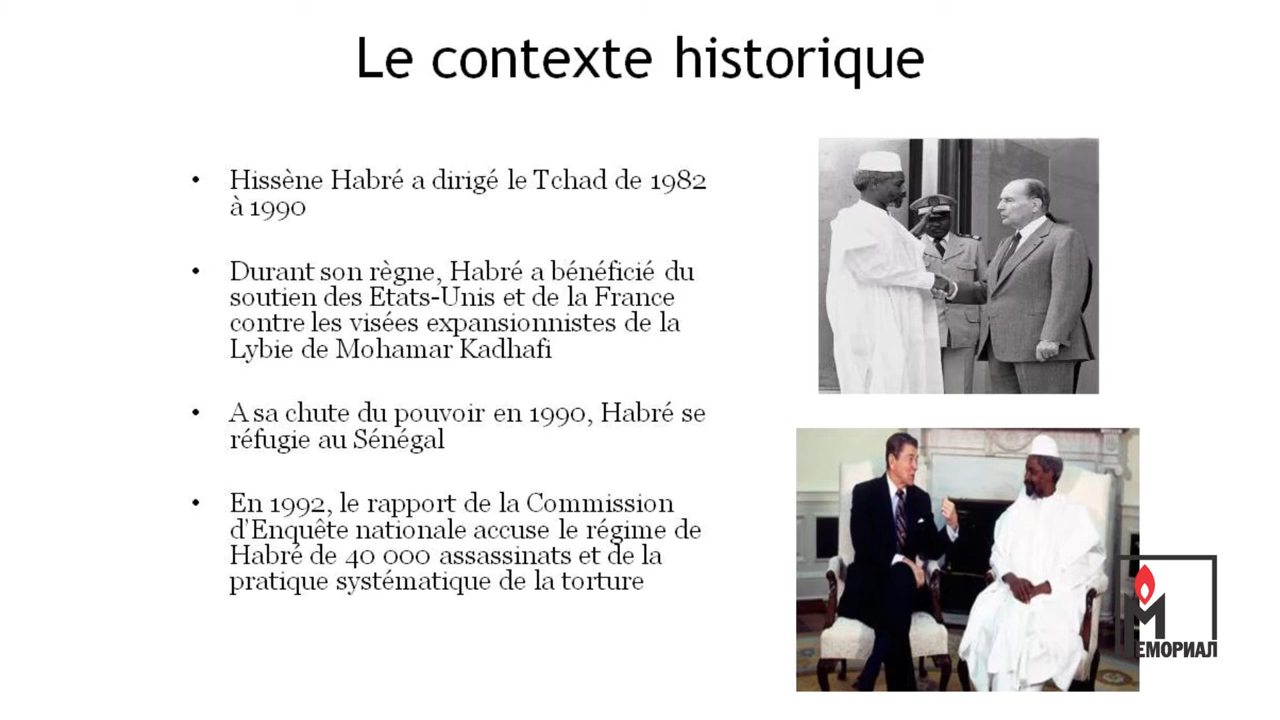 Le contexte historique
• Hissène Habré a dirigé le Tchad de 1982
à 1990
• Durant son règne, Habré a bénéficié du
soutien des Etats-Unis et de la France
contre les visées expansionnistes de la
Lybie de Mohamar Kadhafi
• A sa chute du pouvoir en 1990, Habré se
réfugie au Sénégal
• En 1992, le rapport de la Commission
d'Enquête nationale accuse le régime de
Habré de 40 000 assassinats et de la
pratique systématique de la torture
МЕМОРИАЛ